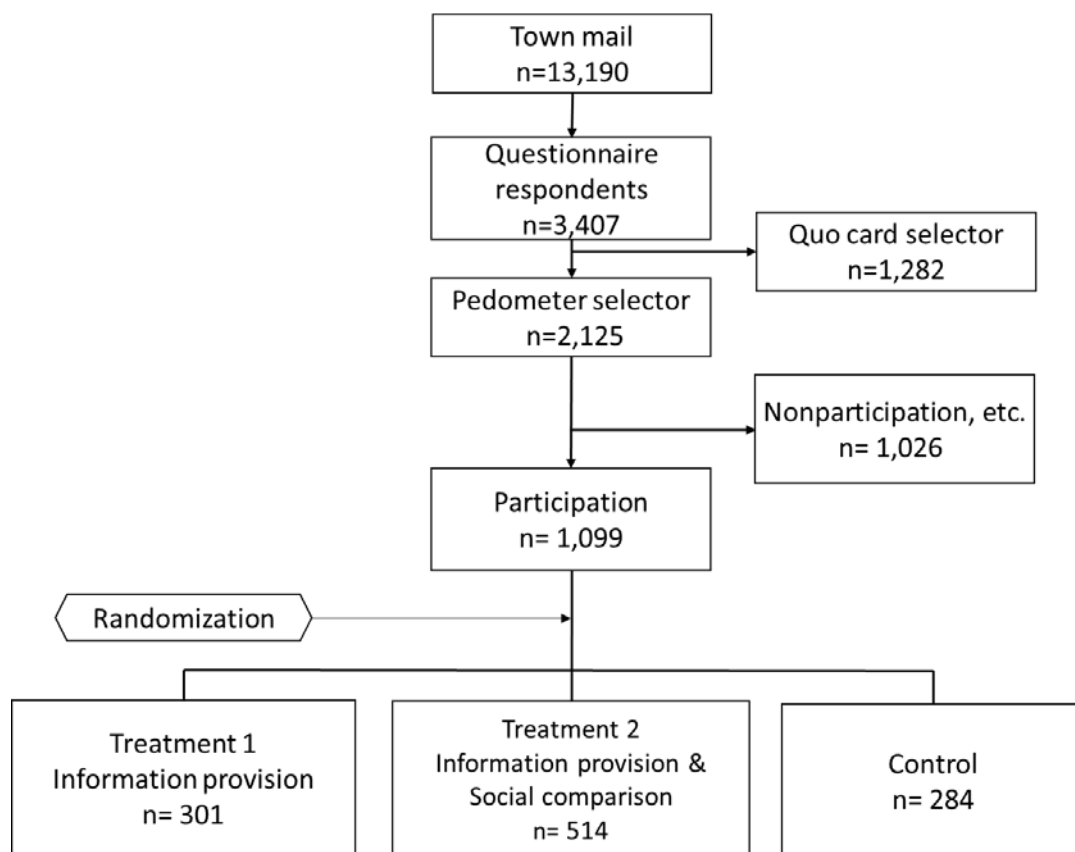 Town mail
n=13,190
Questionnaire
respondents
n=3,407
Quo card selector
n=1,282
Pedometer selector
n=2,125
Nonparticipation, etc.
n= 1,026
Participation
n= 1,099
Randomization
Treatment 1
Information provision
n= 301
Treatment 2
Information provision &
Social comparison
n= 514
Control
n= 284